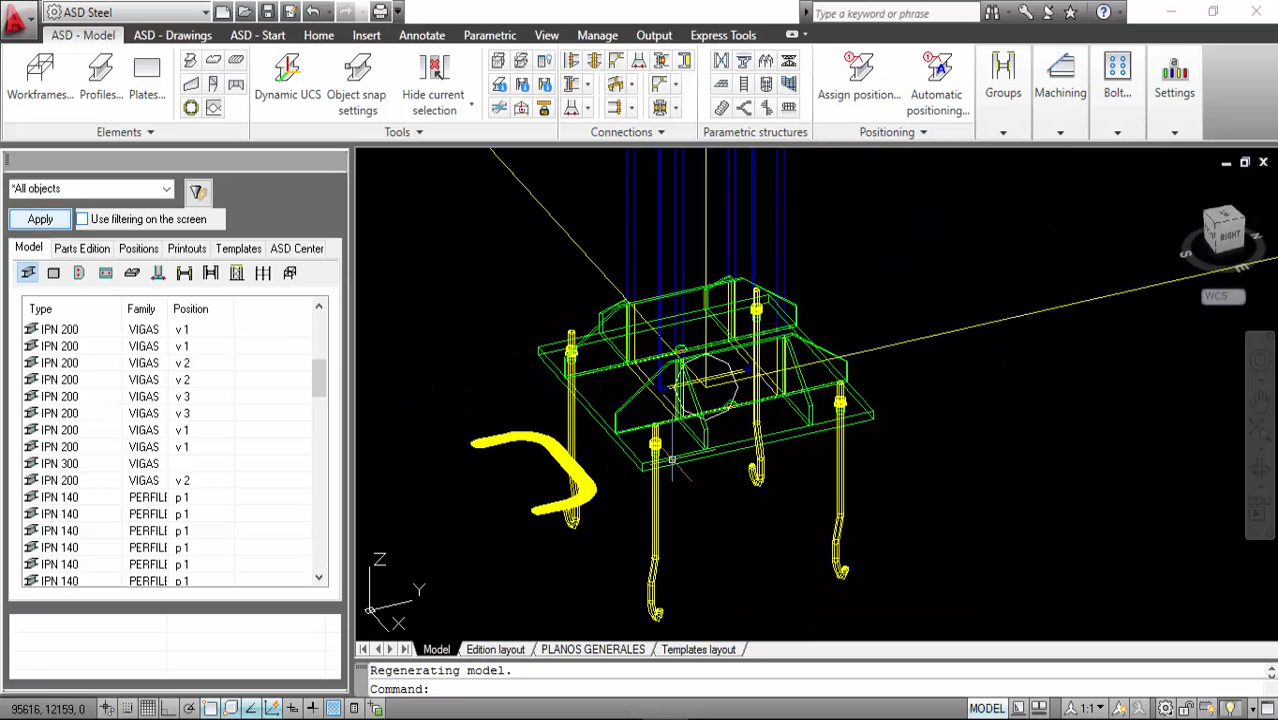 ASD Steel
Type a keyword or phrase
ASD - Model
ASD - Drawings
ASD - Start
Home
Insert
Annotate
Parametric
View
Manage
Output
Express Tools
Workframes...
Profiles...
Plates...
Dynamic UCS
Object snap
settings
Hide current
selection
Assign position...
Automatic
positioning...
Groups
Machining
Bolt...
Settings
Elements
Tools
Connections
Parametric structures
Positioning
*All objects
Apply
Use filtering on the screen
Model
Parts Edition
Positions
Printouts
Templates
ASD Center
Type Family Position
IPN 200 VIGAS v 1
IPN 200 VIGAS v 1
IPN 200 VIGAS v 2
IPN 200 VIGAS v 2
IPN 200 VIGAS v 3
IPN 200 VIGAS v 3
IPN 200 VIGAS v 1
IPN 200 VIGAS v 1
IPN 300 VIGAS
IPN 200 VIGAS v 2
IPN 140 PERFIL p 1
IPN 140 PERFIL p 1
IPN 140 PERFIL p 1
IPN 140 PERFIL p 1
IPN 140 PERFIL p 1
IPN 140 PERFIL p 1
RIGHT
S
E
N
WCS
Z
Y
X
Model
Edition layout
PLANOS GENERALES
Templates layout
Regenerating model.
Command:
95616, 12159, 0
MODEL
1:1